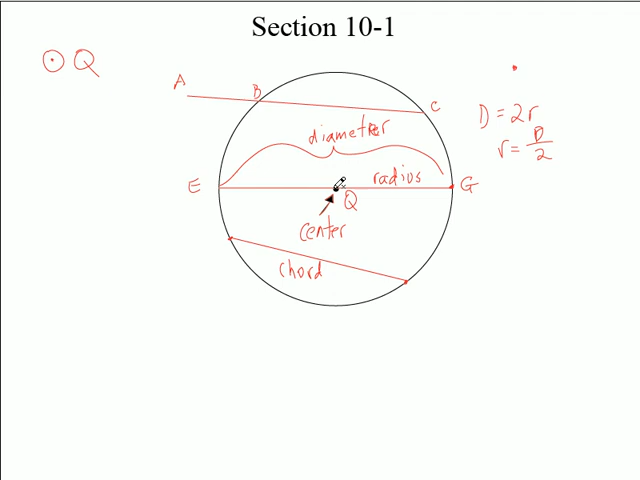 Section 10-1
⊙ Q
A
B
C
D = 2r
r = D/2
diameter
E
radius
G
Q
center
chord